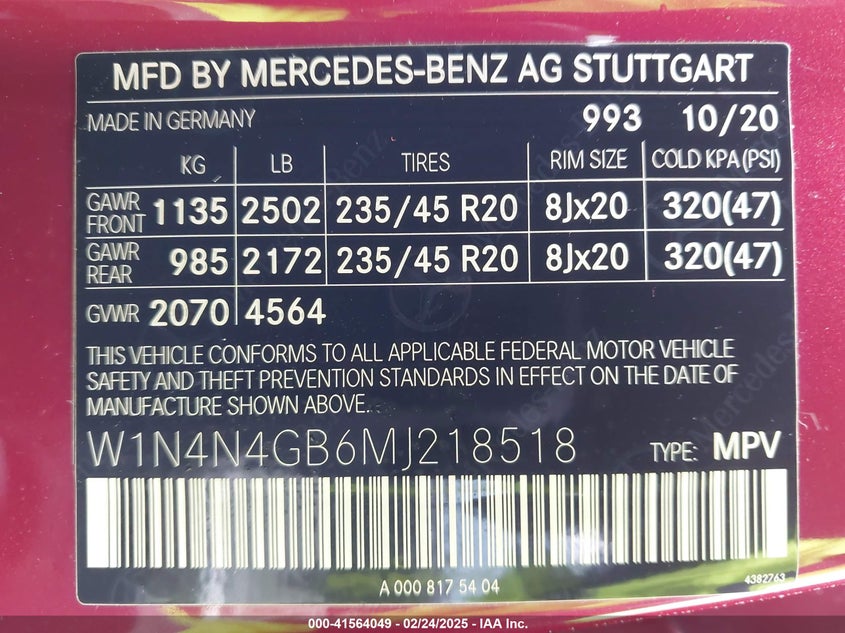 MFD BY MERCEDES-BENZ AG STUTTGART
MADE IN GERMANY 993 10/20
KG LB TIRES RIM SIZE COLD KPA (PSI)
GAWR FRONT 1135 2502 235/45 R20 8Jx20 320(47)
GAWR REAR 985 2172 235/45 R20 8Jx20 320(47)
GVWR 2070 4564
THIS VEHICLE CONFORMS TO ALL APPLICABLE FEDERAL MOTOR VEHICLE
SAFETY AND THEFT PREVENTION STANDARDS IN EFFECT ON THE DATE OF
MANUFACTURE SHOWN ABOVE.
W1N4N4GB6MJ218518 TYPE: MPV
A 000 817 54 04 4382763
000-41564049 - 02/24/2025 - IAA Inc.